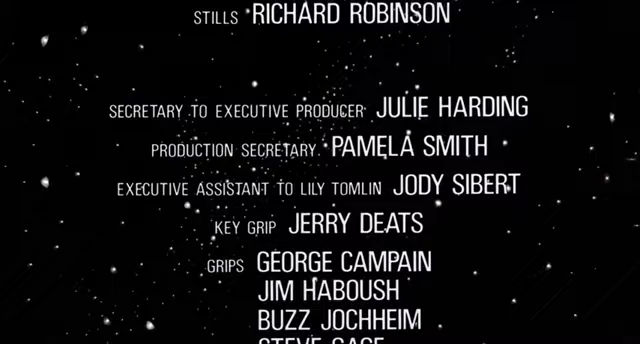 STILLS RICHARD ROBINSON
SECRETARY TO EXECUTIVE PRODUCER JULIE HARDING
PRODUCTION SECRETARY PAMELA SMITH
EXECUTIVE ASSISTANT TO LILY TOMLIN JODY SIBERT
KEY GRIP JERRY DEATS
GRIPS GEORGE CAMPAIN
JIM HABOUSH
BUZZ JOCHHEIM